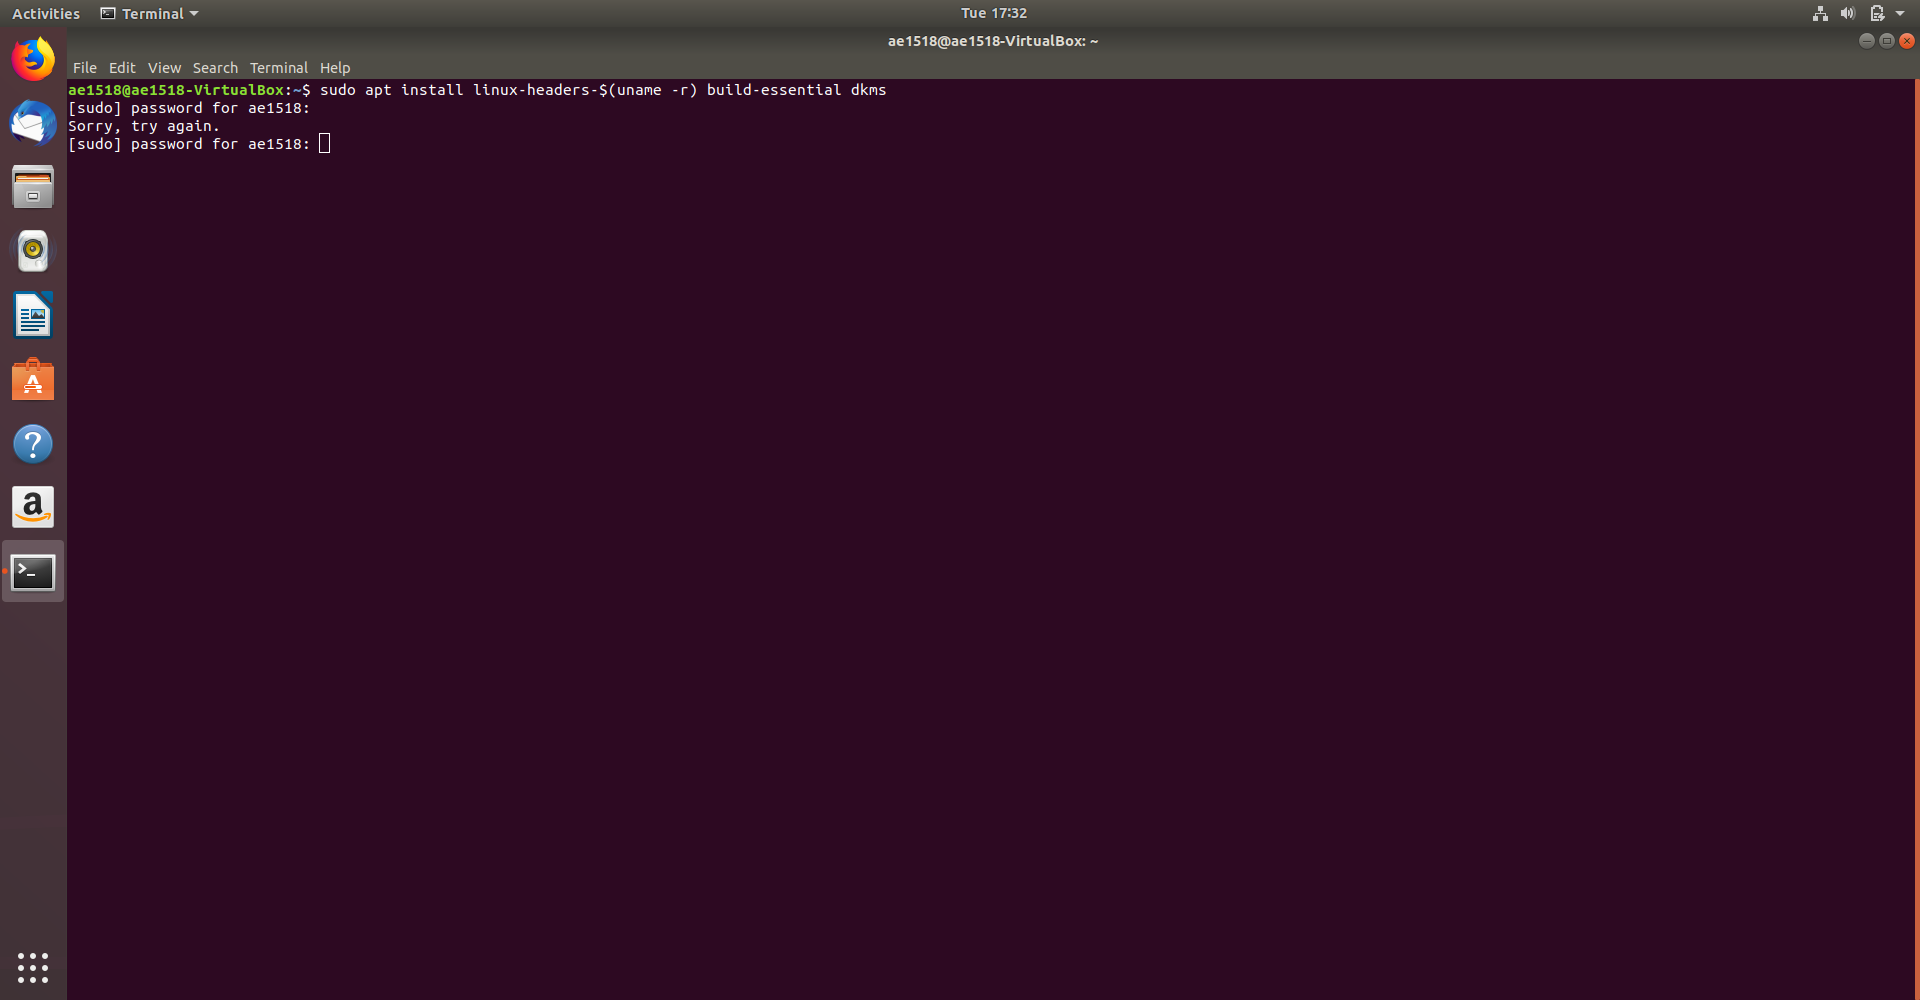 Activities Terminal Tue 17:32
ae1518@ae1518-VirtualBox: ~
File Edit View Search Terminal Help
ae1518@ae1518-VirtualBox:~$ sudo apt install linux-headers-$(uname -r) build-essential dkms
[sudo] password for ae1518:
Sorry, try again.
[sudo] password for ae1518: